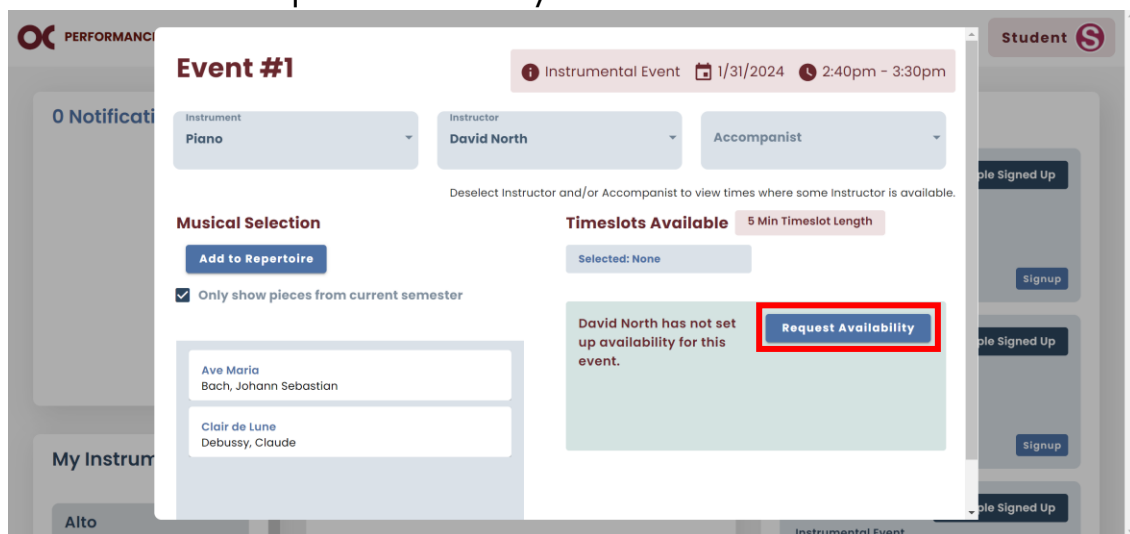 OC PERFORMANC
Student S
Event #1
Instrumental Event 1/31/2024 2:40pm - 3:30pm
0 Notificati
Instrument
Piano
Instructor
David North
Accompanist
ple Signed Up
Deselect Instructor and/or Accompanist to view times where some Instructor is available.
Musical Selection
Timeslots Available
5 Min Timeslot Length
Add to Repertoire
Selected: None
Only show pieces from current semester
Signup
David North has not set
up availability for this
event.
Request Availability
ple Signed Up
Ave Maria
Bach, Johann Sebastian
Clair de Lune
Debussy, Claude
Signup
My Instrum
ple Signed Up
Alto
Instrumental Event